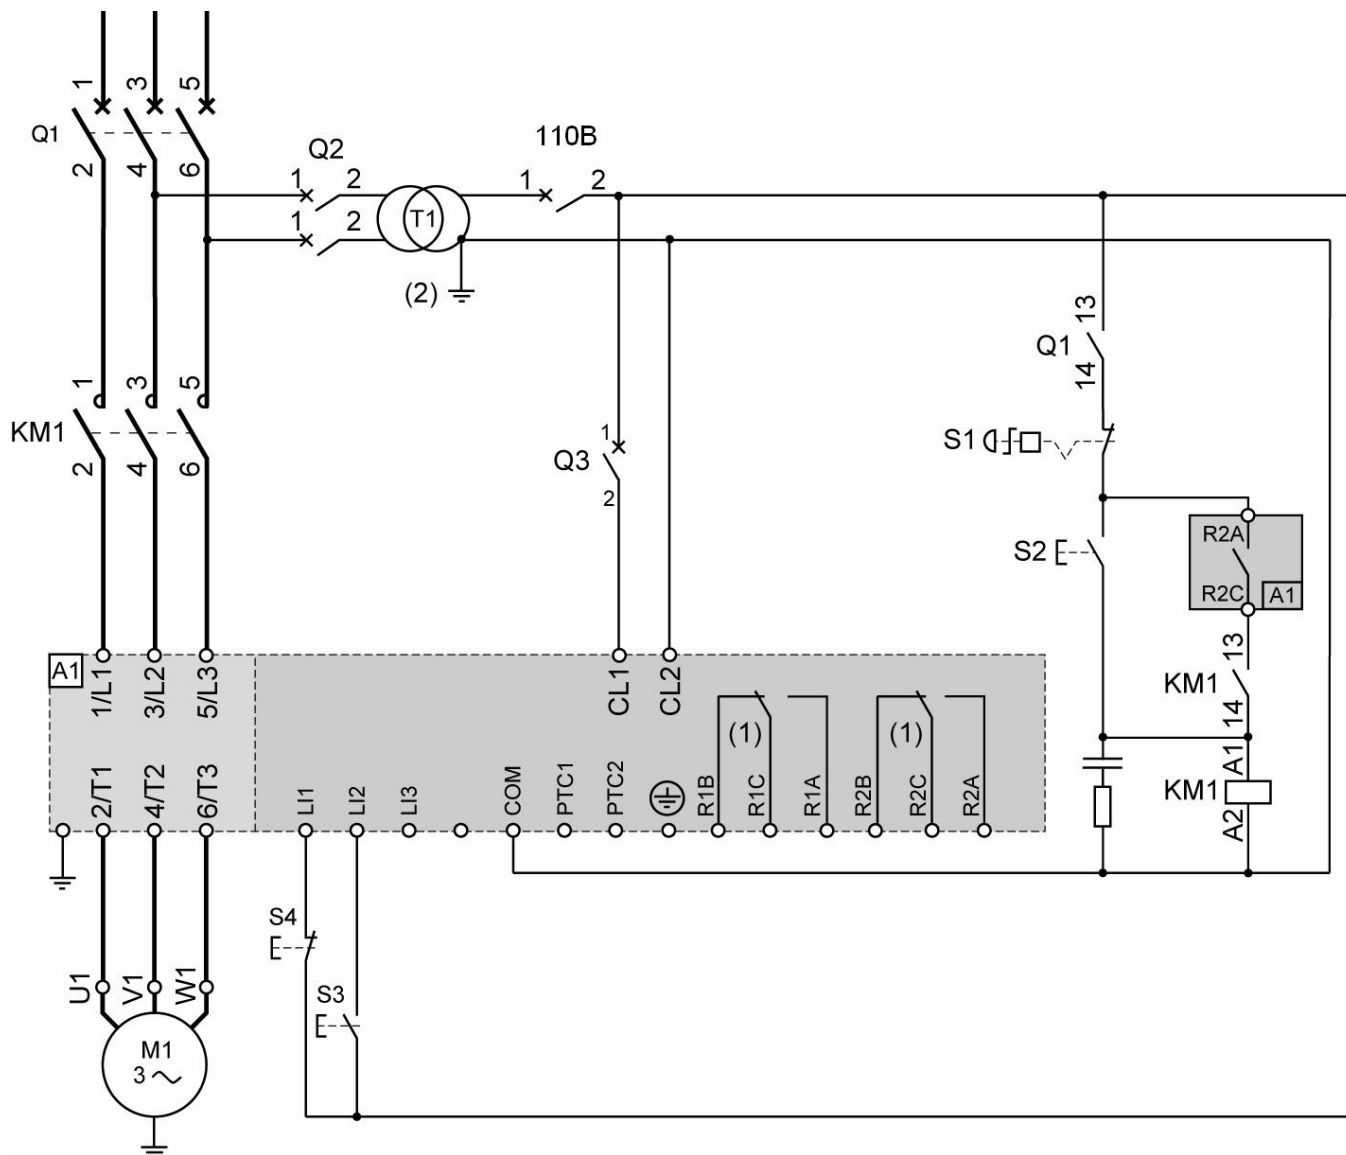 1 3 5
Q1
2 4 6
110B
Q2
1 2
1 2
1 2
T1
(2)
13
Q1
14
1 3 5
KM1
2 4 6
1
Q3
2
S1
S2
R2A
R2C A1
13
KM1
14
A1
KM1
A2
A1 1/L1 3/L2 5/L3
CL1 CL2
(1) (1)
2/T1 4/T2 6/T3
LI1 LI2 LI3 COM PTC1 PTC2 R1B R1C R1A R2B R2C R2A
S4
S3
U1 V1 W1
M1
3